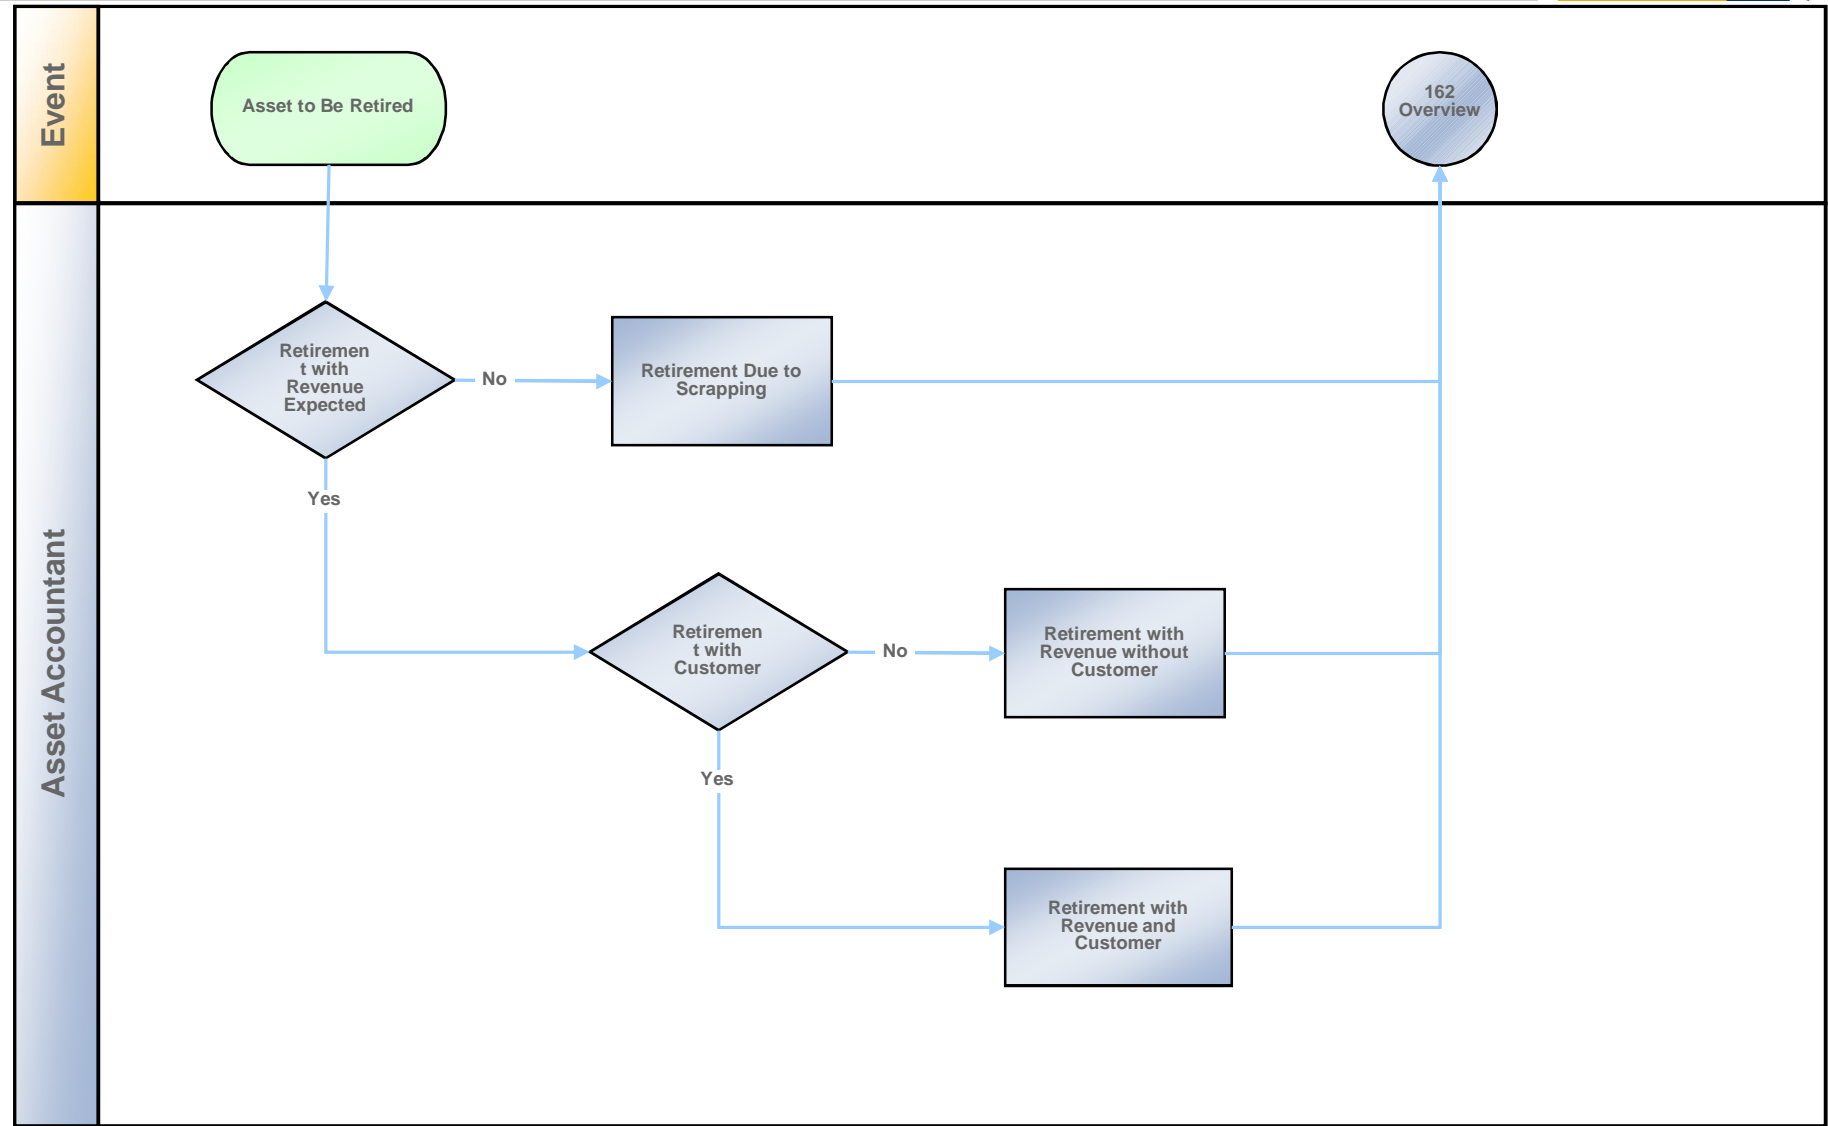 Event
Asset to Be Retired
162
Overview
Asset Accountant
Retiremen
t with
Revenue
Expected
No
Retirement Due to
Scrapping
Yes
Retiremen
t with
Customer
No
Retirement with
Revenue without
Customer
Yes
Retirement with
Revenue and
Customer